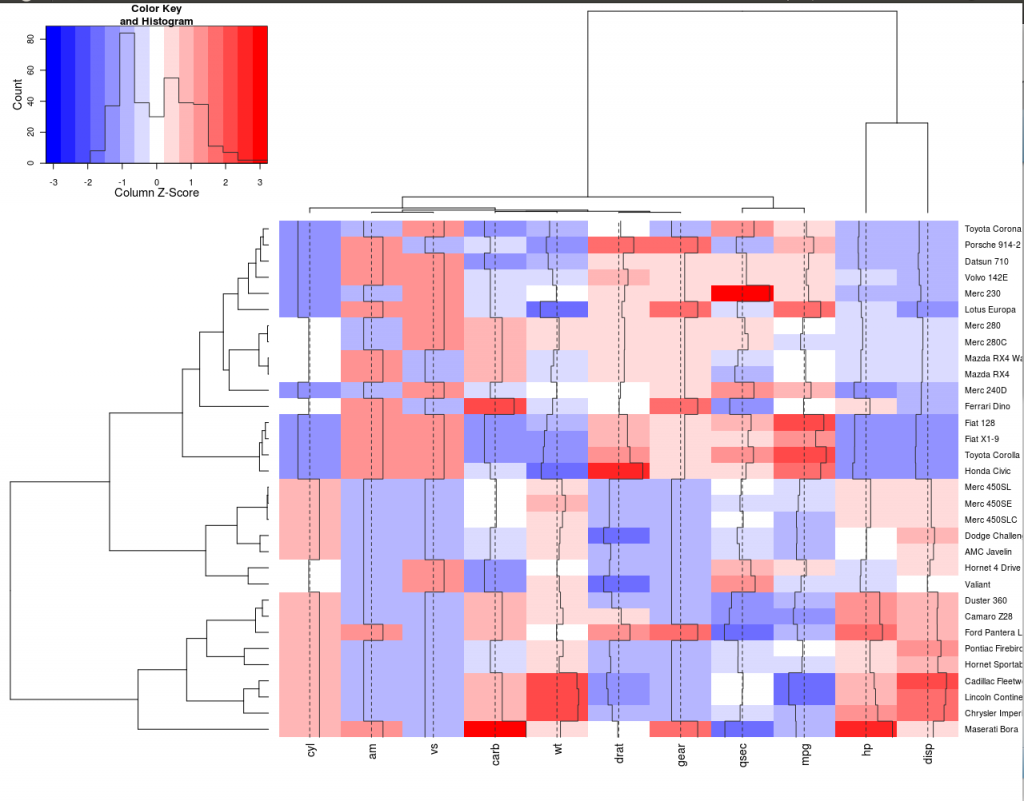 Color Key
and Histogram
Count
0 20 40 60 80
-3 -2 -1 0 1 2 3
Column Z-Score
Toyota Corona
Porsche 914-2
Datsun 710
Volvo 142E
Merc 230
Lotus Europa
Merc 280
Merc 280C
Mazda RX4 Wa
Mazda RX4
Merc 240D
Ferrari Dino
Fiat 128
Fiat X1-9
Toyota Corolla
Honda Civic
Merc 450SL
Merc 450SE
Merc 450SLC
Dodge Challen
AMC Javelin
Hornet 4 Drive
Valiant
Duster 360
Camaro Z28
Ford Pantera L
Pontiac Firebird
Hornet Sportab
Cadillac Fleetw
Lincoln Contine
Chrysler Imper
Maserati Bora
cyl am vs carb wt drat gear qsec mpg hp disp